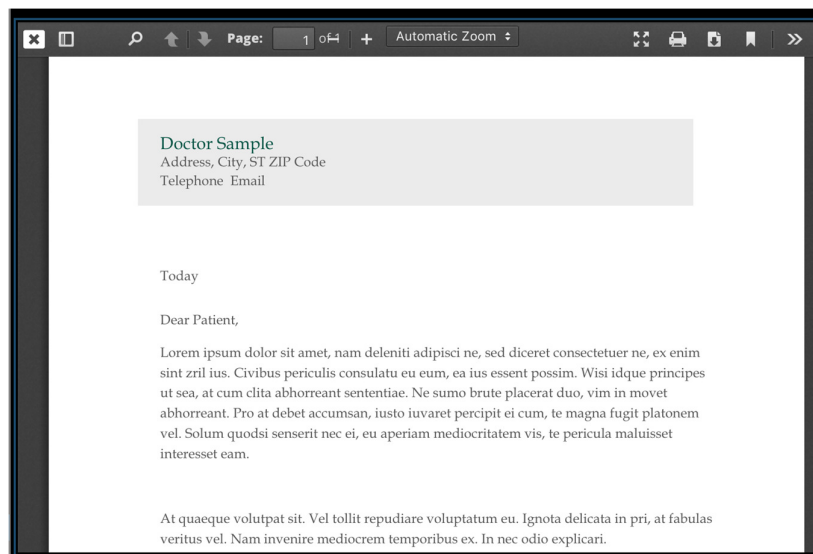 Page: 1 of 1 Automatic Zoom
Doctor Sample
Address, City, ST ZIP Code
Telephone Email
Today
Dear Patient,
Lorem ipsum dolor sit amet, nam deleniti adipisci ne, sed diceret consectetuer ne, ex enim
sint zril ius. Civibus periculis consulatu eu eum, ea ius essent possim. Wisi idque principes
ut sea, at cum clita abhorreant sententiae. Ne sumo brute placerat duo, vim in movet
abhorreant. Pro at debet accumsan, iusto iuvaret percipit ei cum, te magna fugit platonem
vel. Solum quodsi senserit nec ei, eu aperiam mediocritatem vis, te pericula maluisset
interesset eam.
At quaeque volutpat sit. Vel tollit repudiare voluptatum eu. Ignota delicata in pri, at fabulas
veritus vel. Nam invenire mediocrem temporibus ex. In nec odio explicari.